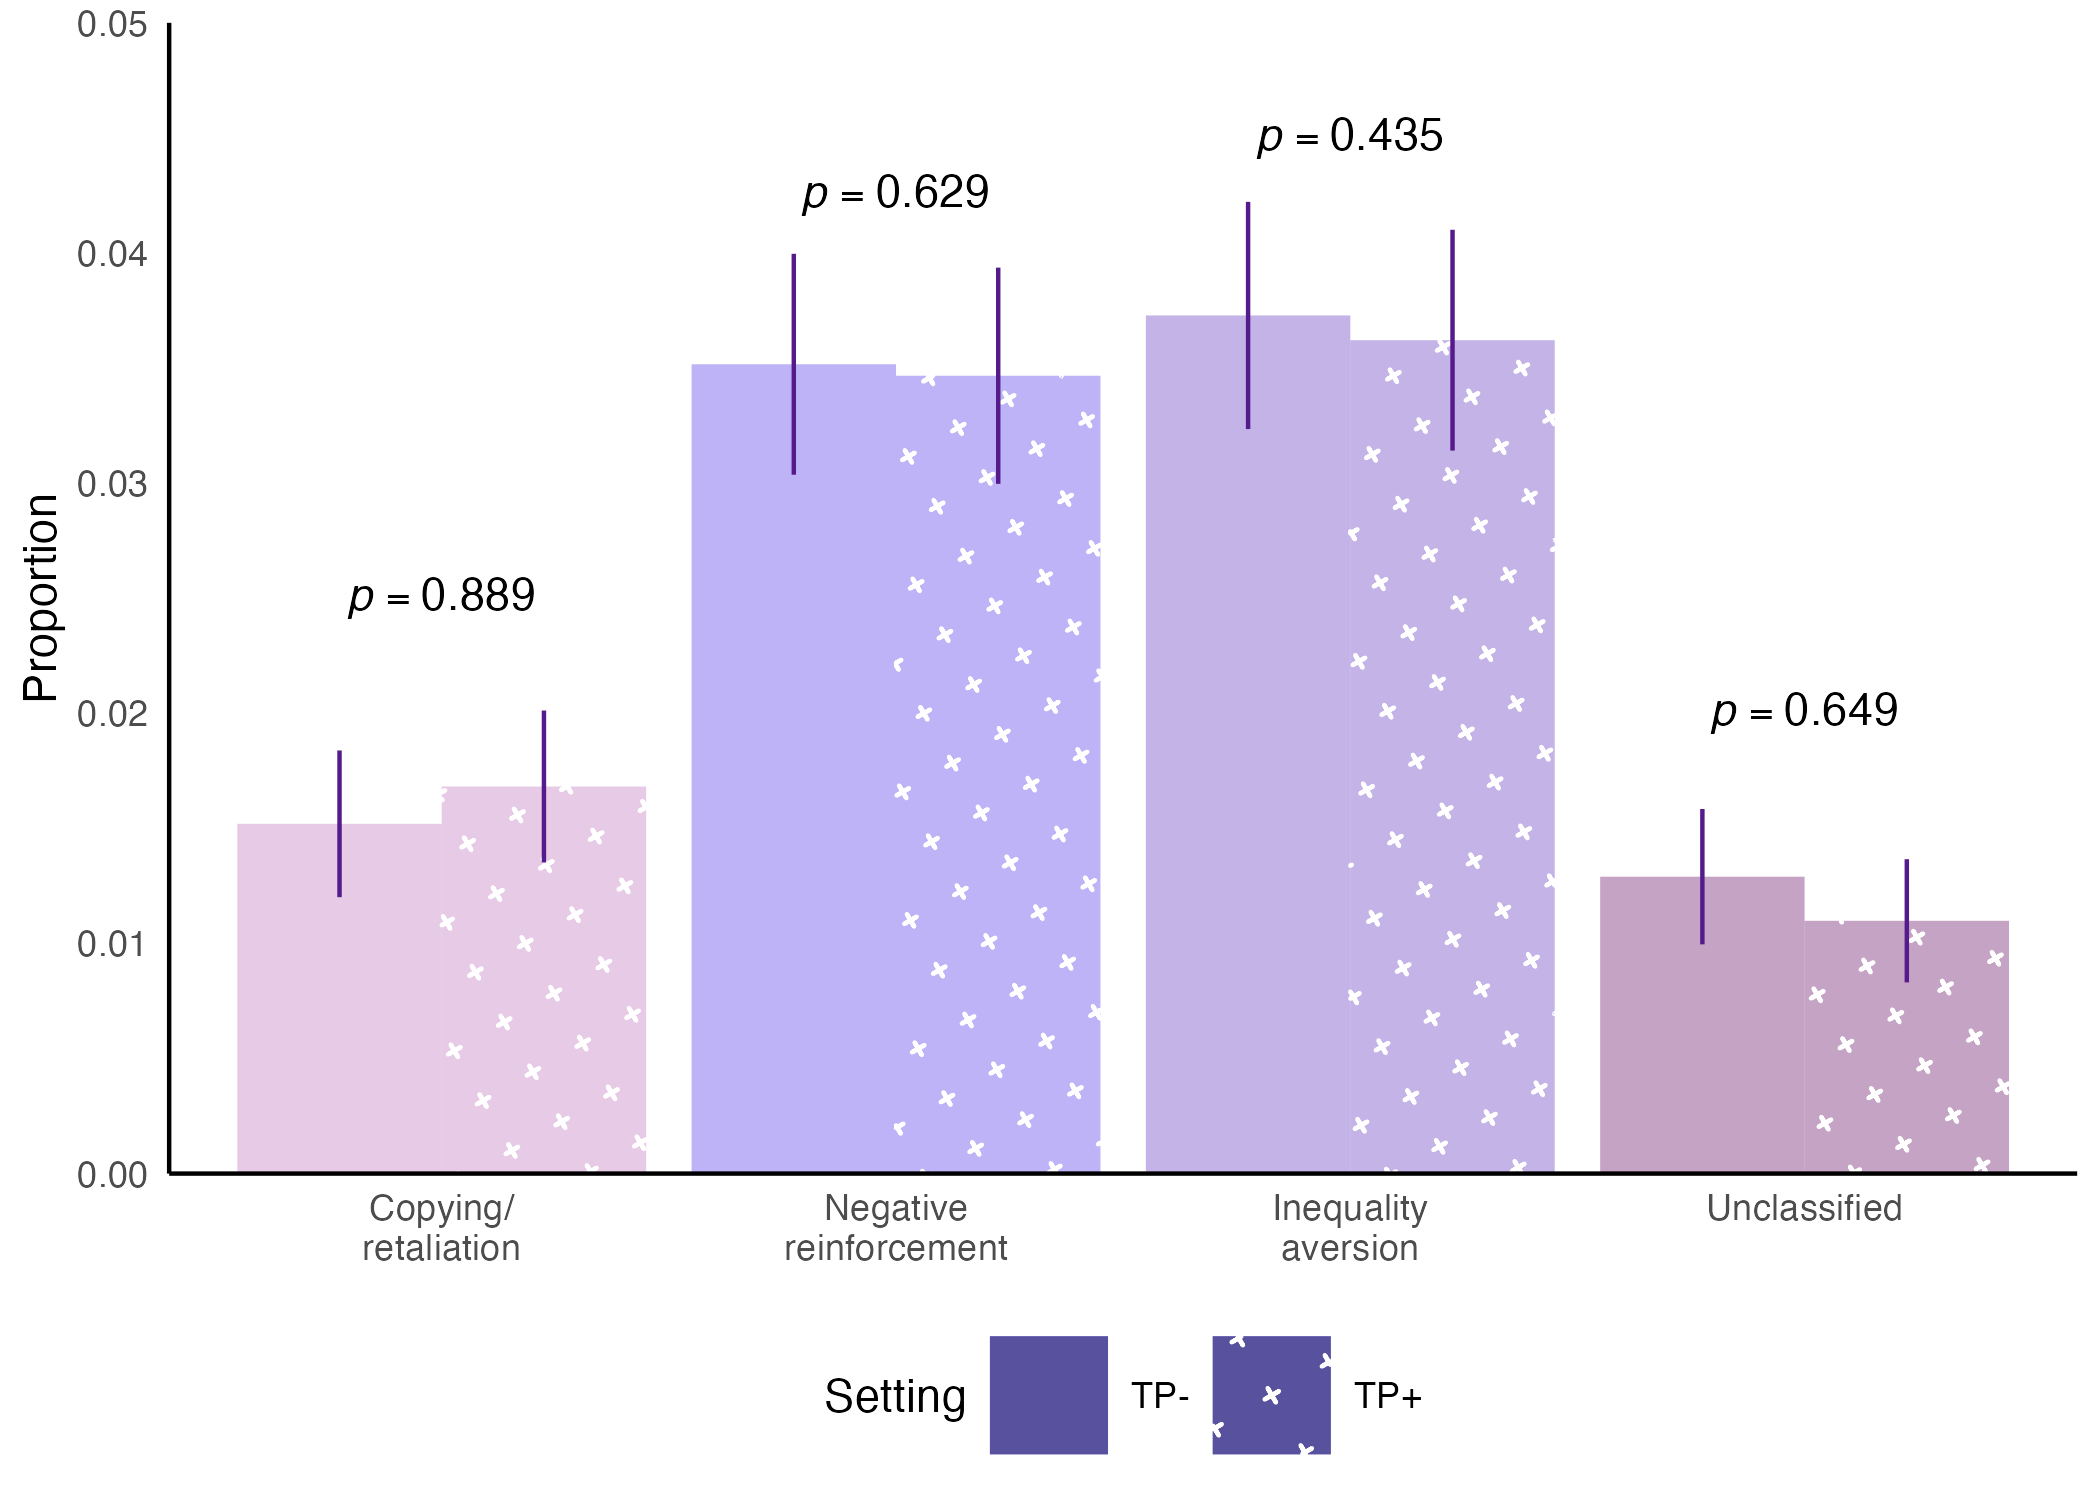 0.05
0.04
0.03
0.02
0.01
0.00
Proportion
p = 0.889
p = 0.629
p = 0.435
p = 0.649
Copying/
retaliation
Negative
reinforcement
Inequality
aversion
Unclassified
Setting TP- TP+